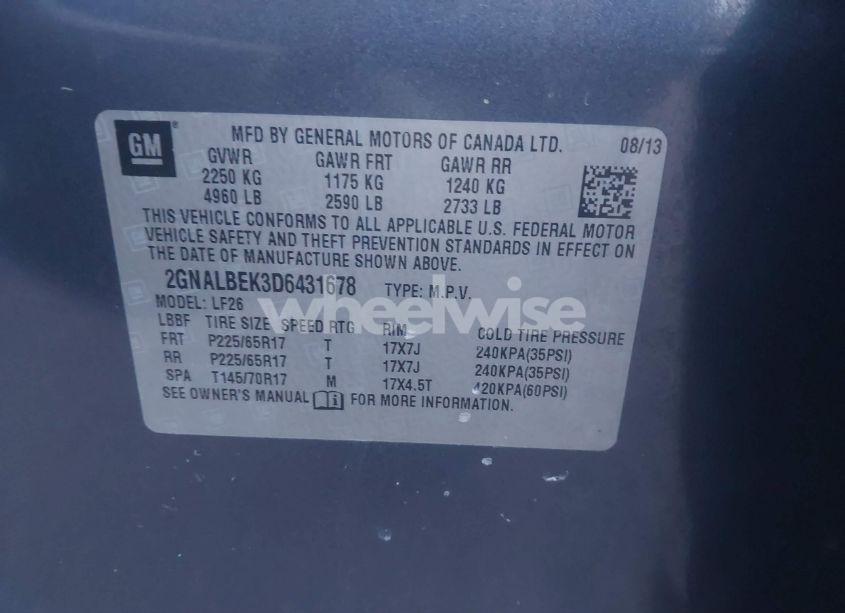 GM ® MFD BY GENERAL MOTORS OF CANADA LTD. 08/13
GVWR GAWR FRT GAWR RR
2250 KG 1175 KG 1240 KG
4960 LB 2590 LB 2733 LB
THIS VEHICLE CONFORMS TO ALL APPLICABLE U.S. FEDERAL MOTOR
VEHICLE SAFETY AND THEFT PREVENTION STANDARDS IN EFFECT ON
THE DATE OF MANUFACTURE SHOWN ABOVE.
2GNALBEK3D6431678 TYPE: M.P.V.
wheelwise
MODEL: LF26
LBBF TIRE SIZE SPEED RTG RIM COLD TIRE PRESSURE
FRT P225/65R17 T 17X7J 240KPA(35PSI)
RR P225/65R17 T 17X7J 240KPA(35PSI)
SPA T145/70R17 M 17X4.5T 420KPA(60PSI)
SEE OWNER'S MANUAL FOR MORE INFORMATION.